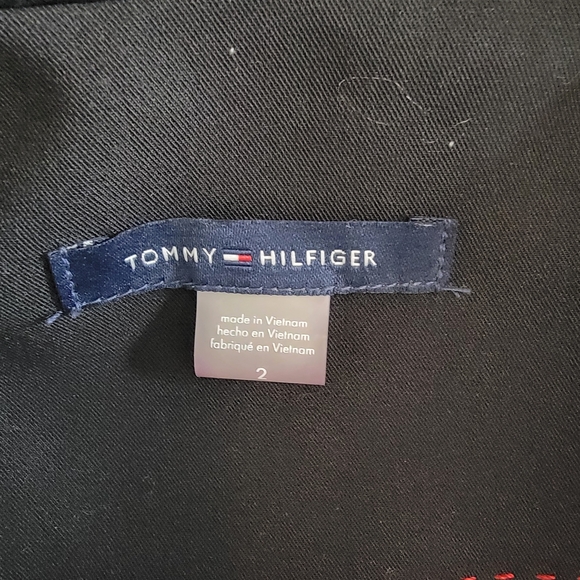 TOMMY HILFIGER
made in Vietnam
hecho en Vietnam
fabriqué en Vietnam
2